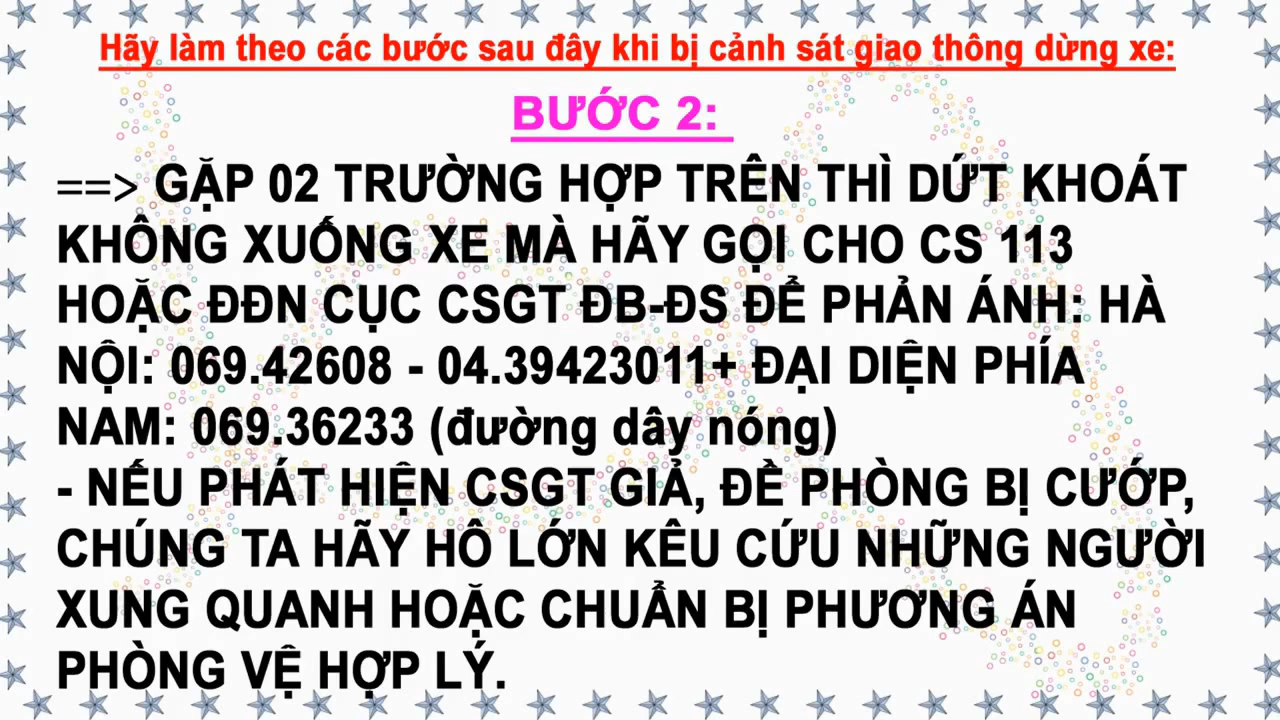 Hãy làm theo các bước sau đây khi bị cảnh sát giao thông dừng xe:
BƯỚC 2:
==> GẶP 02 TRƯỜNG HỢP TRÊN THÌ DỨT KHOÁT
KHÔNG XUỐNG XE MÀ HÃY GỌI CHO CS 113
HOẶC ĐĐN CỤC CSGT ĐB-ĐS ĐỂ PHẢN ÁNH: HÀ
NỘI: 069.42608 - 04.39423011+ ĐẠI DIỆN PHÍA
NAM: 069.36233 (đường dây nóng)
- NẾU PHÁT HIỆN CSGT GIẢ, ĐỀ PHÒNG BỊ CƯỚP,
CHÚNG TA HÃY HÔ LỚN KÊU CỨU NHỮNG NGƯỜI
XUNG QUANH HOẶC CHUẨN BỊ PHƯƠNG ÁN
PHÒNG VỆ HỢP LÝ.